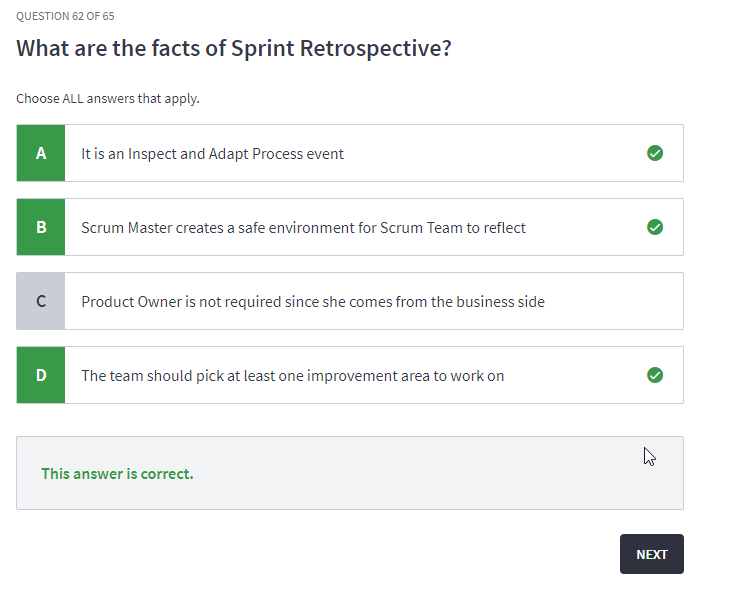 QUESTION 62 OF 65
What are the facts of Sprint Retrospective?
Choose ALL answers that apply.
A It is an Inspect and Adapt Process event
B Scrum Master creates a safe environment for Scrum Team to reflect
C Product Owner is not required since she comes from the business side
D The team should pick at least one improvement area to work on
This answer is correct.
NEXT